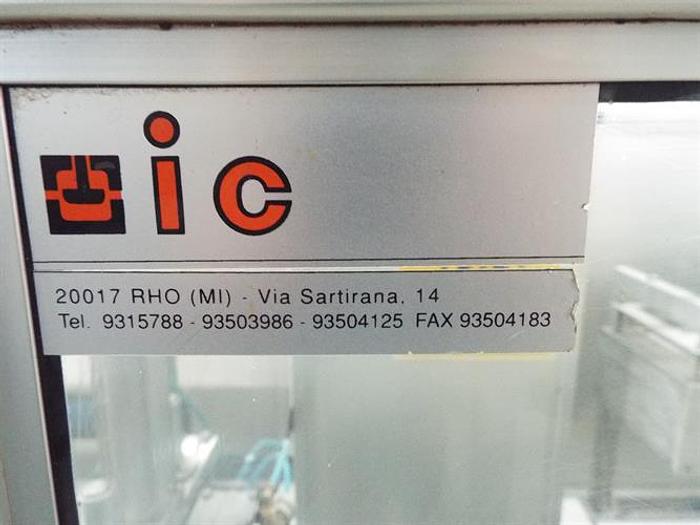 ic
20017 RHO (MI) - Via Sartirana, 14
Tel. 9315788 - 93503986 - 93504125 FAX 93504183